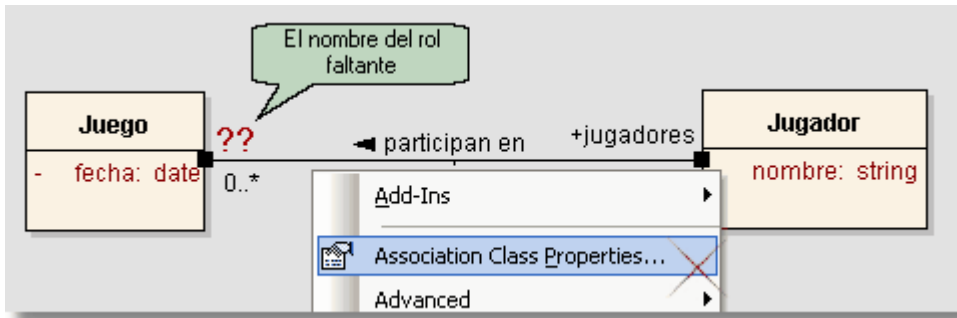 El nombre del rol
faltante
Juego
- fecha: date
??
0..*
◄ participan en
+jugadores
Jugador
nombre: string
Add-Ins
Association Class Properties...
Advanced